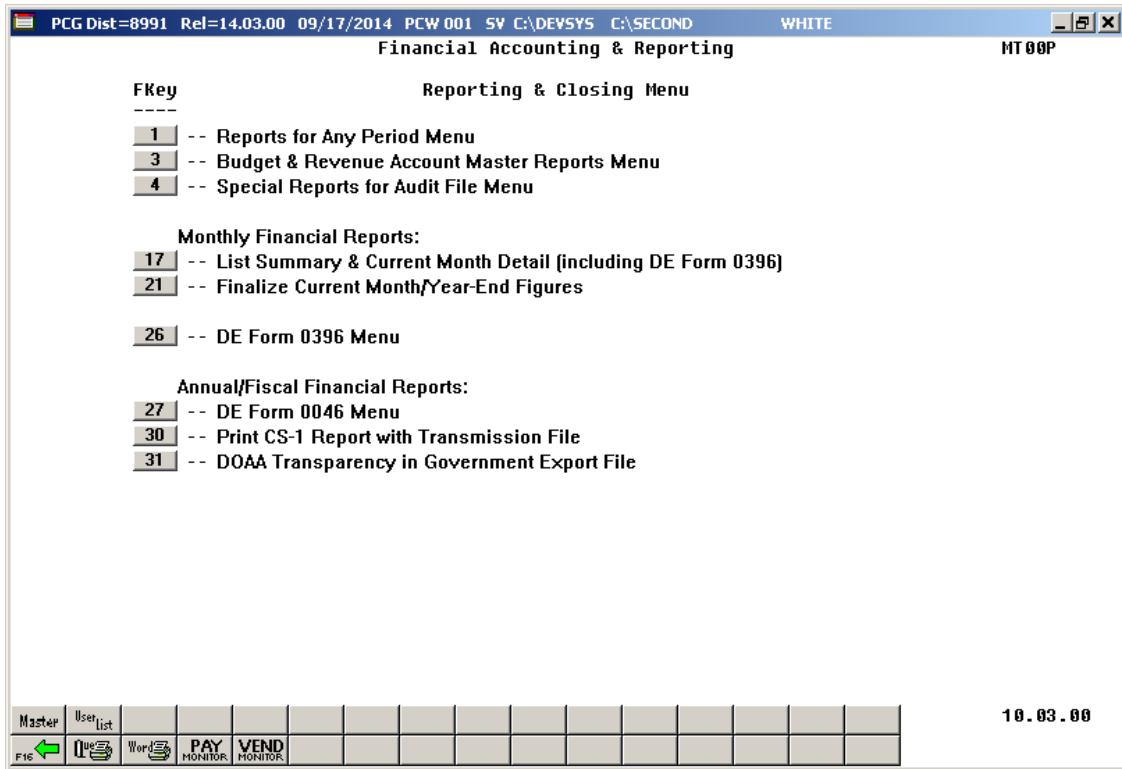 PCG Dist=8991 Rel=14.03.00 09/17/2014 PCW 001 SV C:\DEVSYS C:\SECOND WHITE
Financial Accounting & Reporting MT00P
FKey Reporting & Closing Menu
----
1 -- Reports for Any Period Menu
3 -- Budget & Revenue Account Master Reports Menu
4 -- Special Reports for Audit File Menu
Monthly Financial Reports:
17 -- List Summary & Current Month Detail (including DE Form 0396)
21 -- Finalize Current Month/Year-End Figures
26 -- DE Form 0396 Menu
Annual/Fiscal Financial Reports:
27 -- DE Form 0046 Menu
30 -- Print CS-1 Report with Transmission File
31 -- DOAA Transparency in Government Export File
Master User List 10.03.00
F16 Que Word PAY MONITOR VEND MONITOR